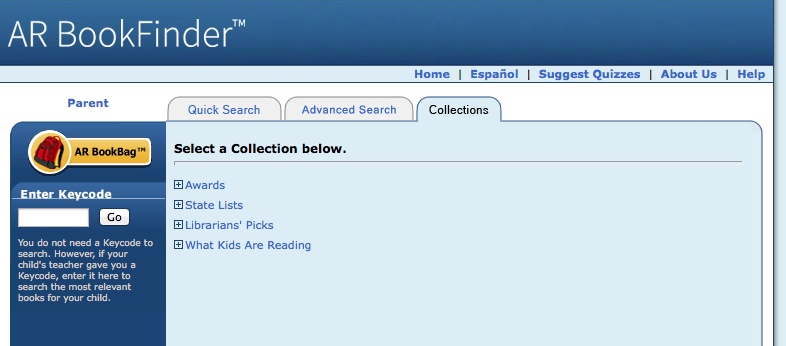 AR BookFinder™
Home | Español | Suggest Quizzes | About Us | Help
Parent
Quick Search
Advanced Search
Collections
AR BookBag™
Enter Keycode
Go
You do not need a Keycode to
search. However, if your
child's teacher gave you a
Keycode, enter it here to
search the most relevant
books for your child.
Select a Collection below.
Awards
State Lists
Librarians' Picks
What Kids Are Reading